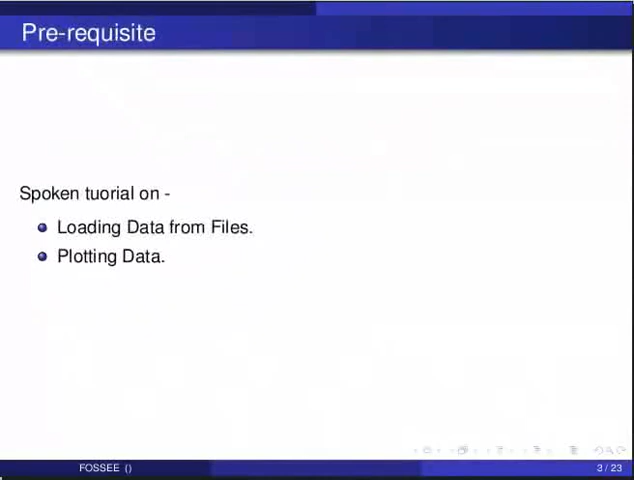 Pre-requisite
Spoken tuorial on -
Loading Data from Files.
Plotting Data.
FOSSEE ()
3 / 23